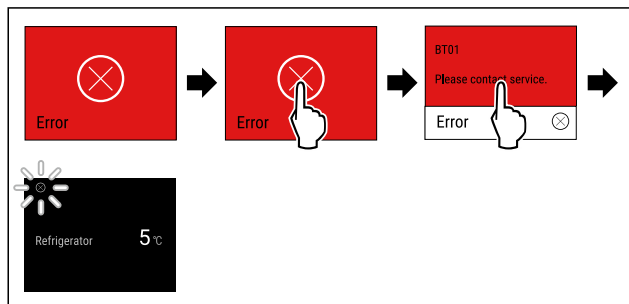 Error
Error
BT01
Please contact service.
Error
Refrigerator 5 °C